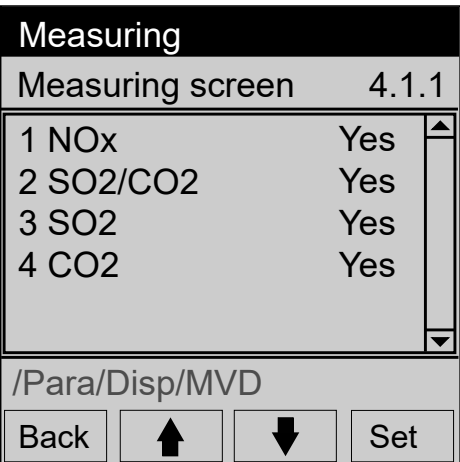 Measuring
Measuring screen 4.1.1
1 NOx Yes
2 SO2/CO2 Yes
3 SO2 Yes
4 CO2 Yes
/Para/Disp/MVD
Back Set